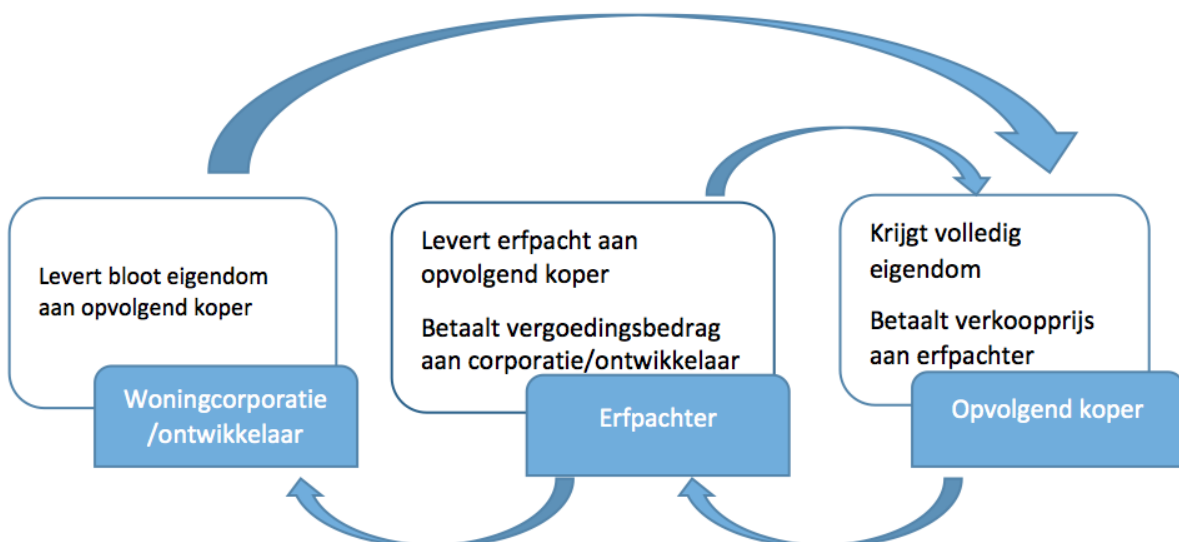 Levert bloot eigendom
aan opvolgend koper
Woningcorporatie
/ontwikkelaar
Levert erfpacht aan
opvolgend koper
Betaalt vergoedingsbedrag
aan corporatie/ontwikkelaar
Erfpachter
Krijgt volledig
eigendom
Betaalt verkoopprijs
aan erfpachter
Opvolgend koper